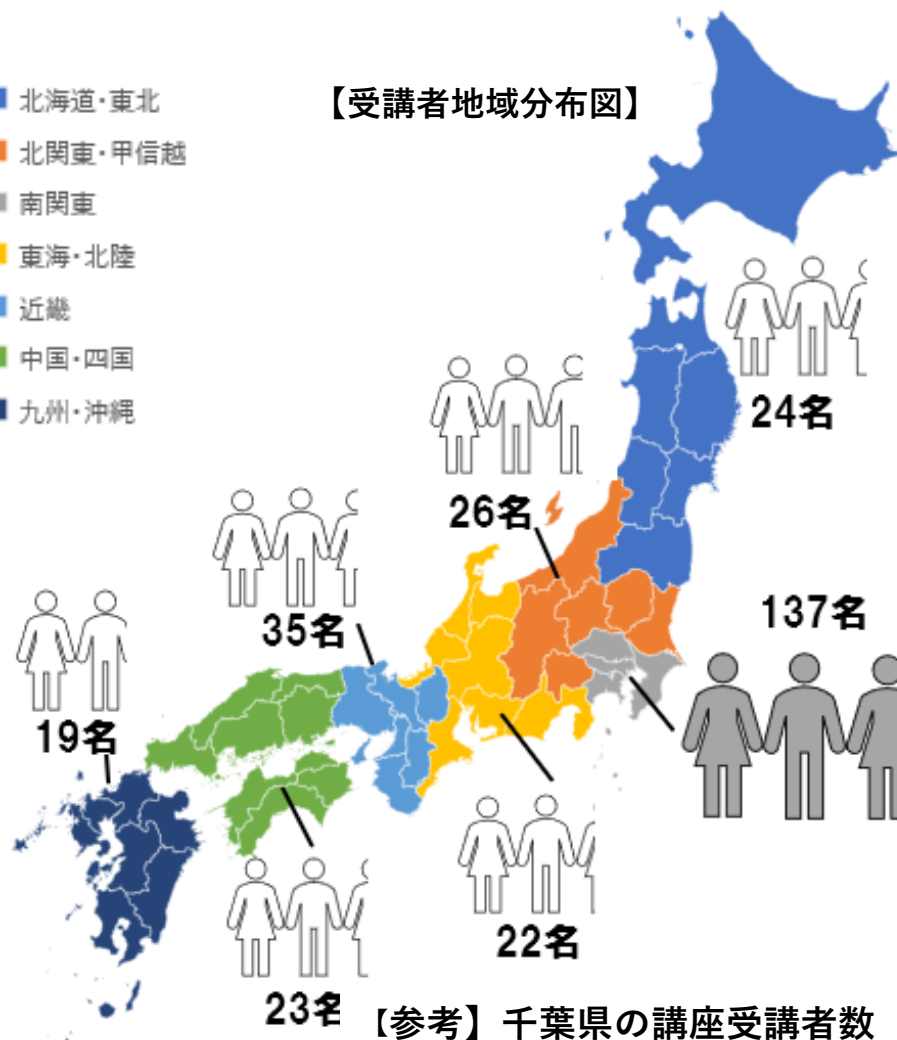 【受講者地域分布図】
北海道・東北
北関東・甲信越
南関東
東海・北陸
近畿
中国・四国
九州・沖縄
24名
26名
35名
137名
19名
22名
23名
【参考】千葉県の講座受講者数